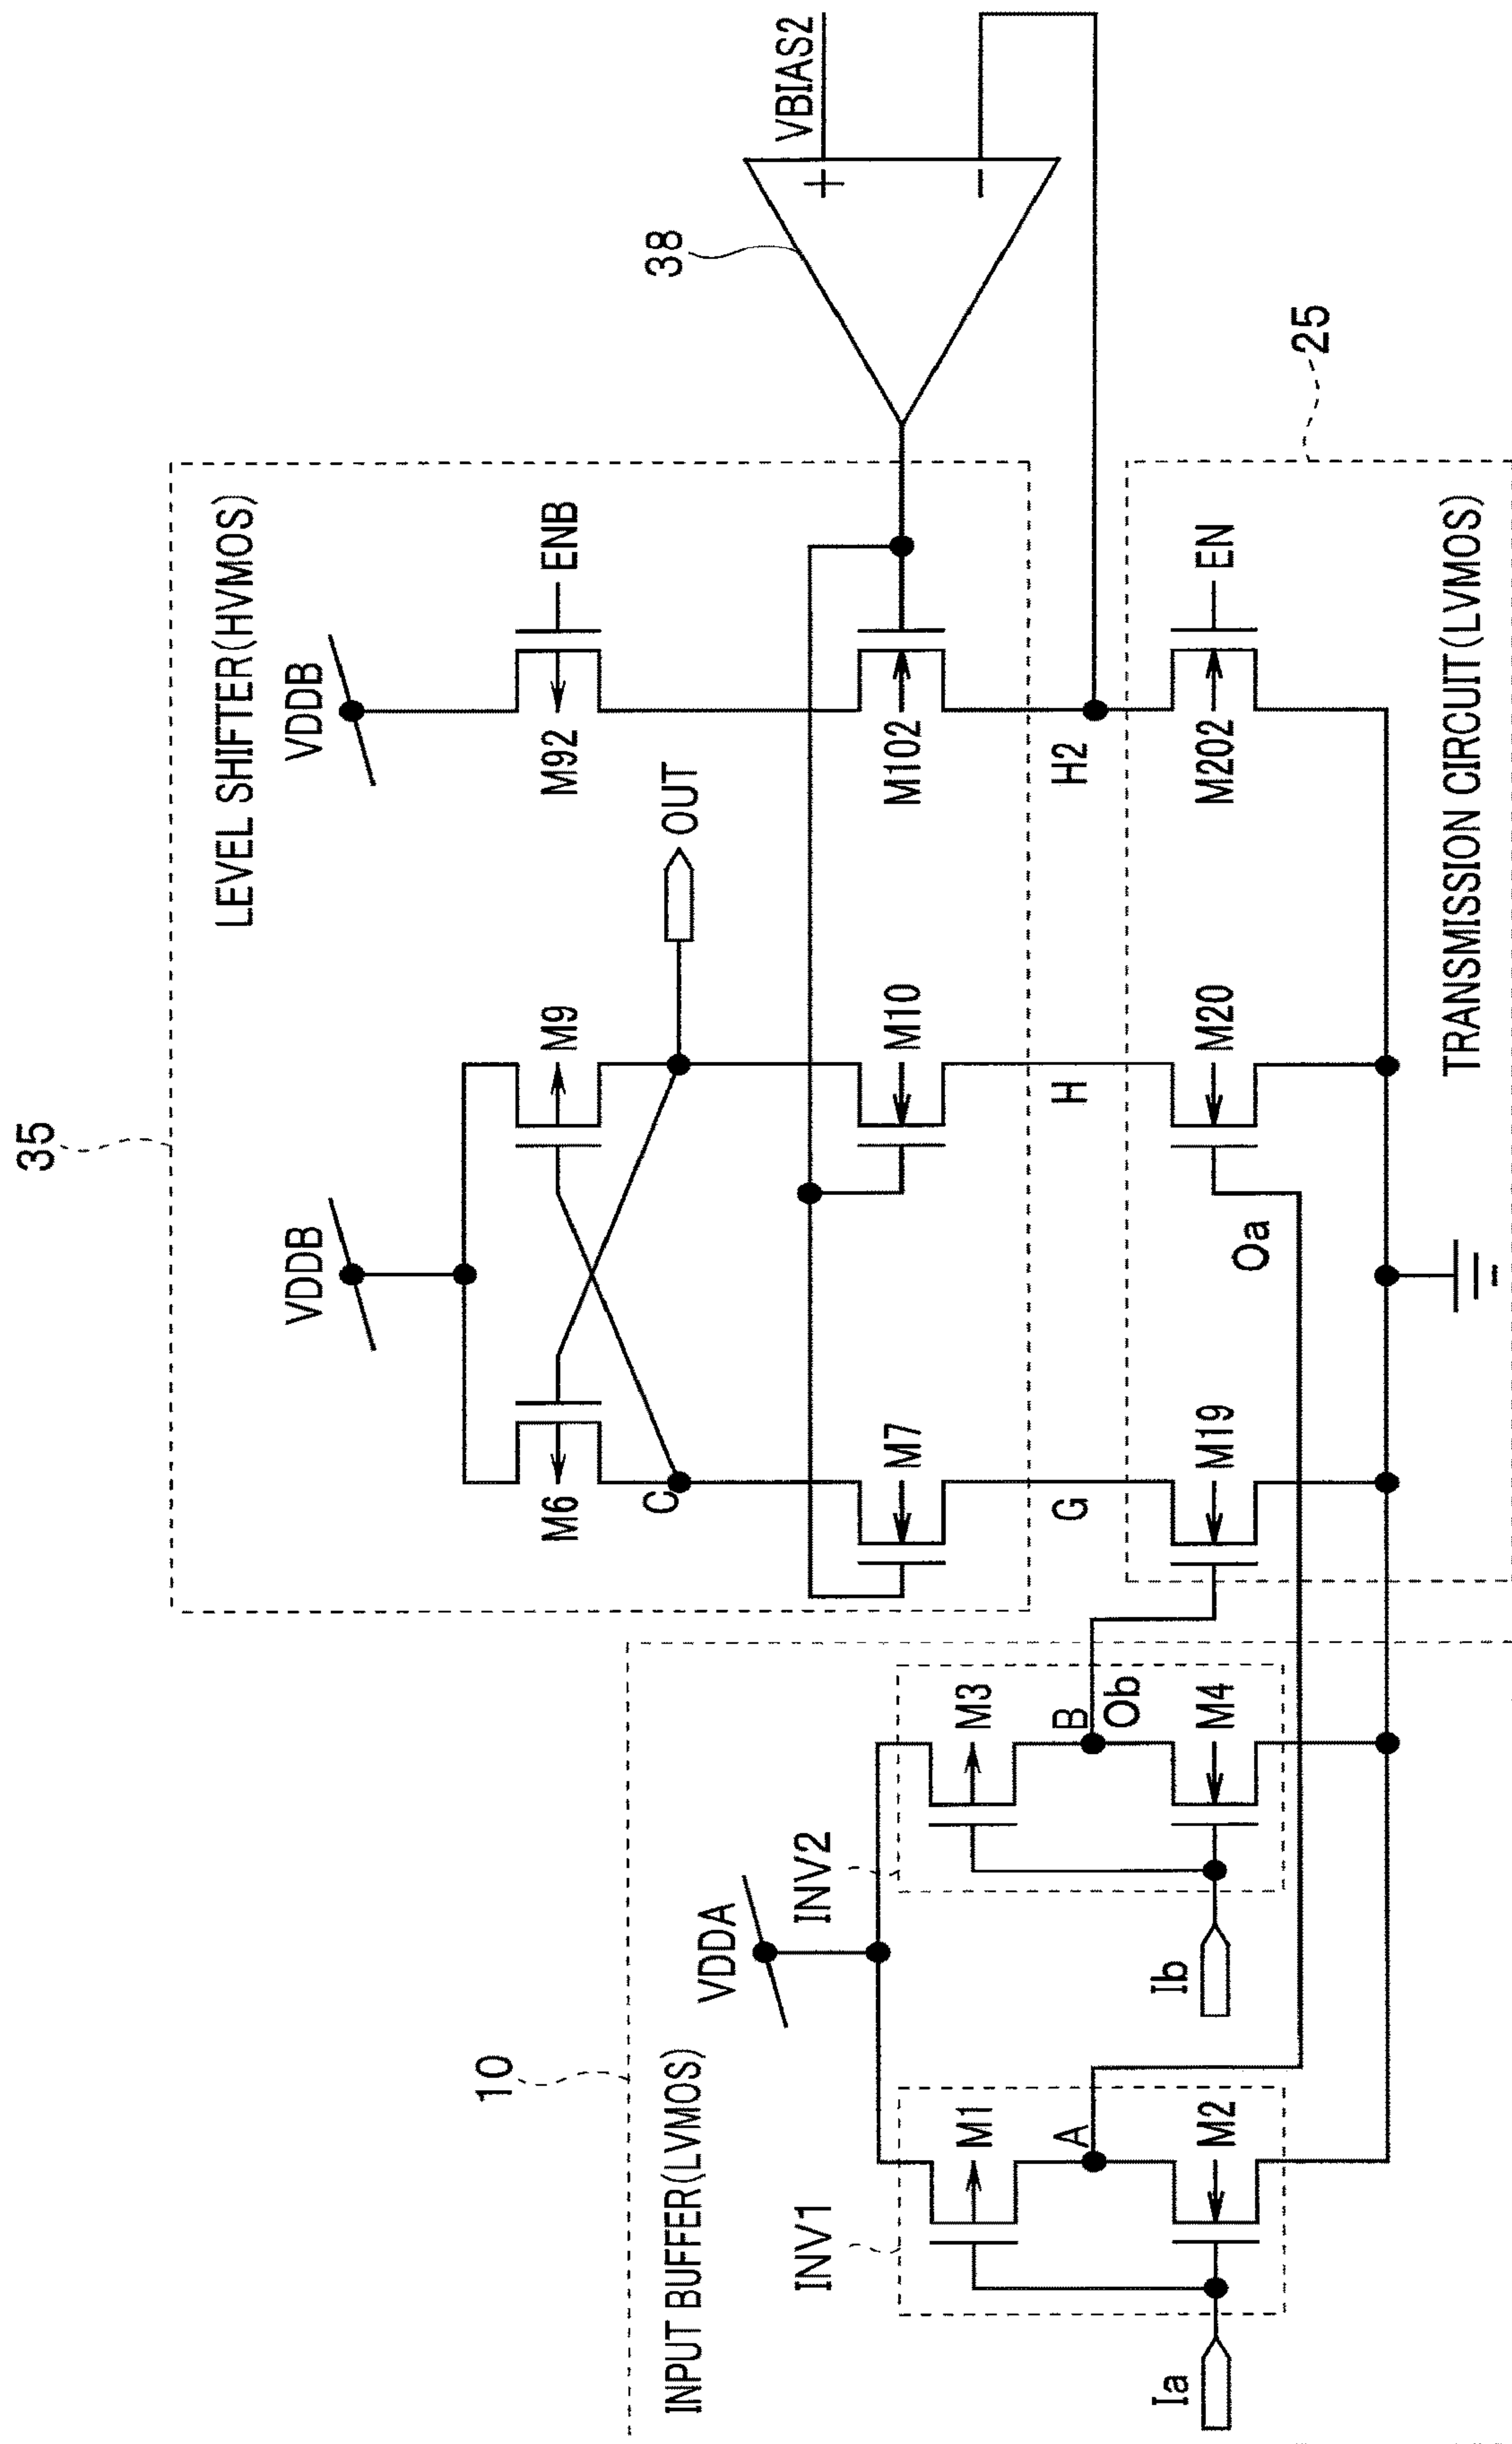 35
LEVEL SHIFTER(HVMOS)
VDDB
VDDB
M6
M9
M92
ENB
C
OUT
M7
M10
M102
38
+
−
VBIAS2
G
H
H2
M19
M20
M202
EN
Oa
25
TRANSMISSION CIRCUIT(LVMOS)
10
INPUT BUFFER(LVMOS)
VDDA
INV1
INV2
M1
M3
A
B
Ob
M2
M4
Ia
Ib